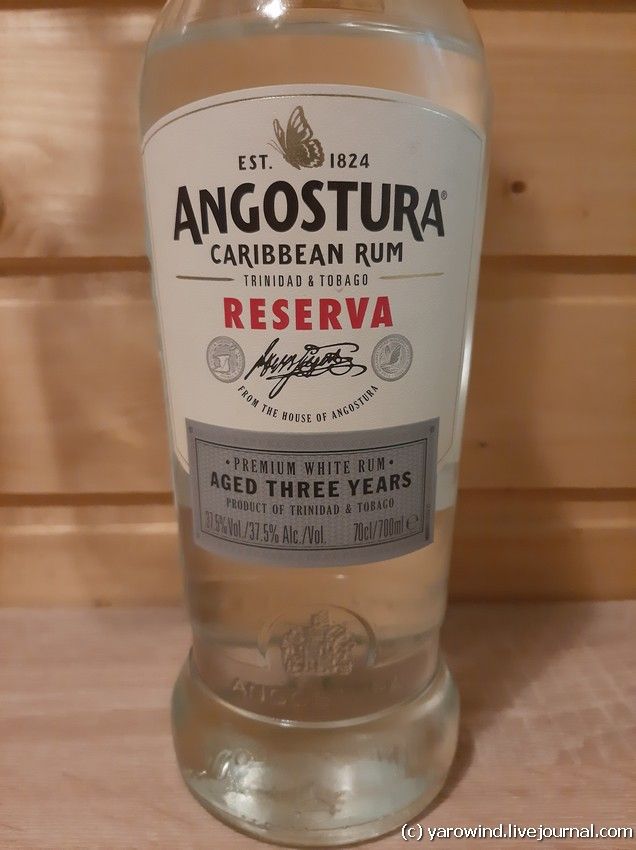 EST. 1824
ANGOSTURA®
CARIBBEAN RUM
TRINIDAD & TOBAGO
RESERVA
FROM THE HOUSE OF ANGOSTURA
• PREMIUM WHITE RUM •
AGED THREE YEARS
PRODUCT OF TRINIDAD & TOBAGO
37.5%Vol./37.5% Alc./Vol. 70cl/700ml ℮
ANGOSTURA
(c) yarowind.livejournal.com